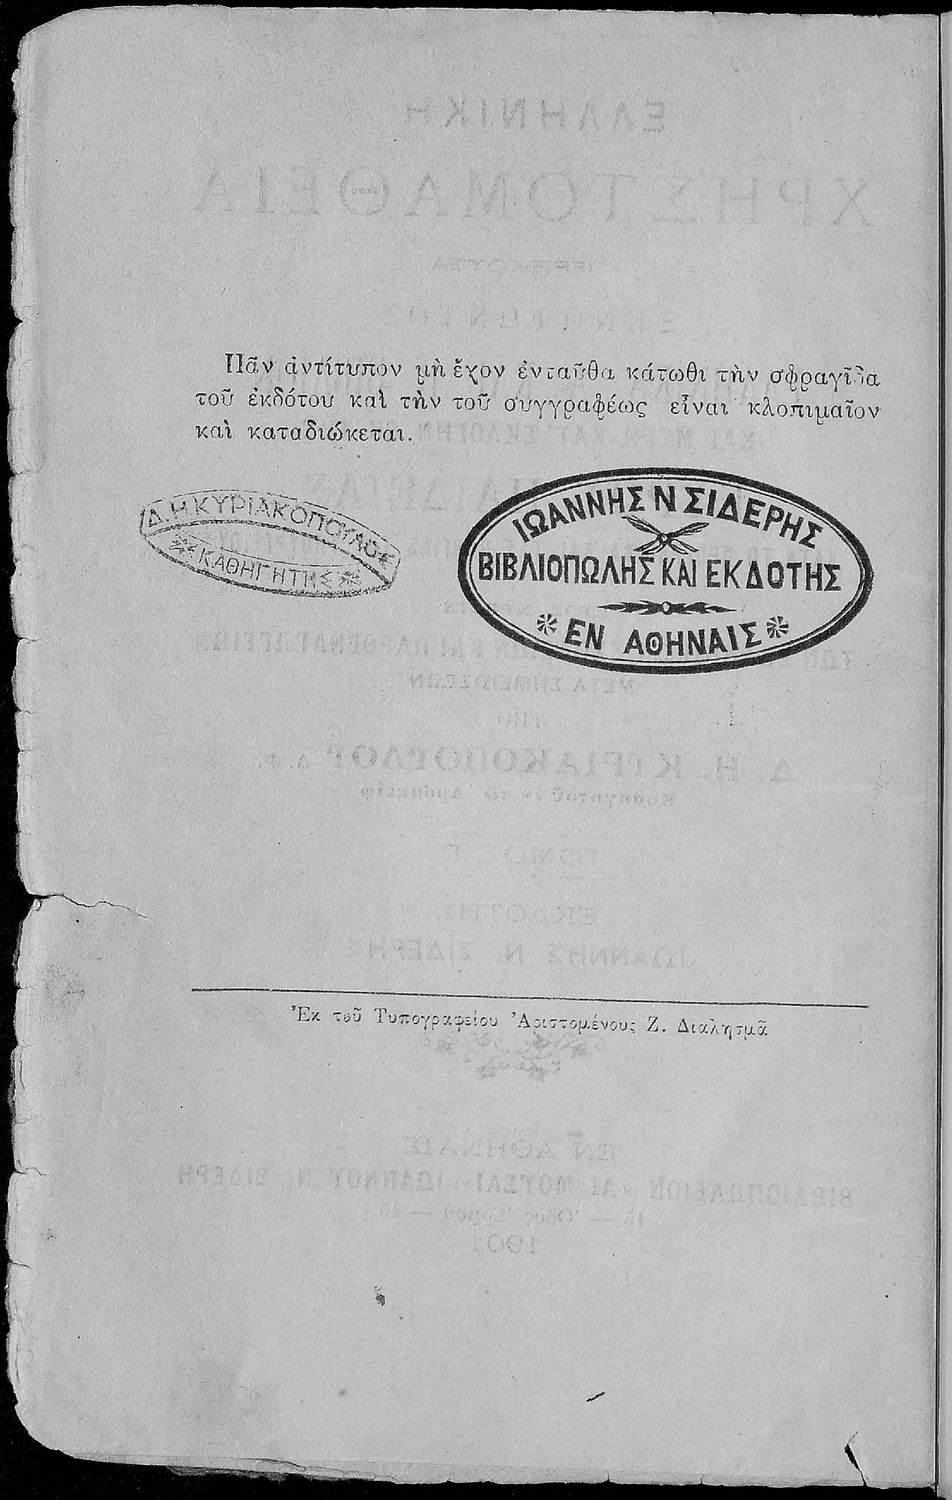 Πᾶν ἀντίτυπον μὴ ἔχον ἐνταῦθα κάτωθι τὴν σφραγῖδα
τοῦ ἐκδότου καὶ τὴν τοῦ συγγραφέως εἶναι κλοπιμαῖον
καὶ καταδιώκεται.
Δ. Η ΚΥΡΙΑΚΟΠΟΥΛΟΣ
ΚΑΘΗΓΗΤΗΣ
ΙΩΑΝΝΗΣ Ν ΣΙΔΕΡΗΣ
ΒΙΒΛΙΟΠΩΛΗΣ ΚΑΙ ΕΚΔΟΤΗΣ
ΕΝ ΑΘΗΝΑΙΣ
Ἐκ τοῦ Τυπογραφείου Ἀριστομένους Ζ. Διαλησμᾶ